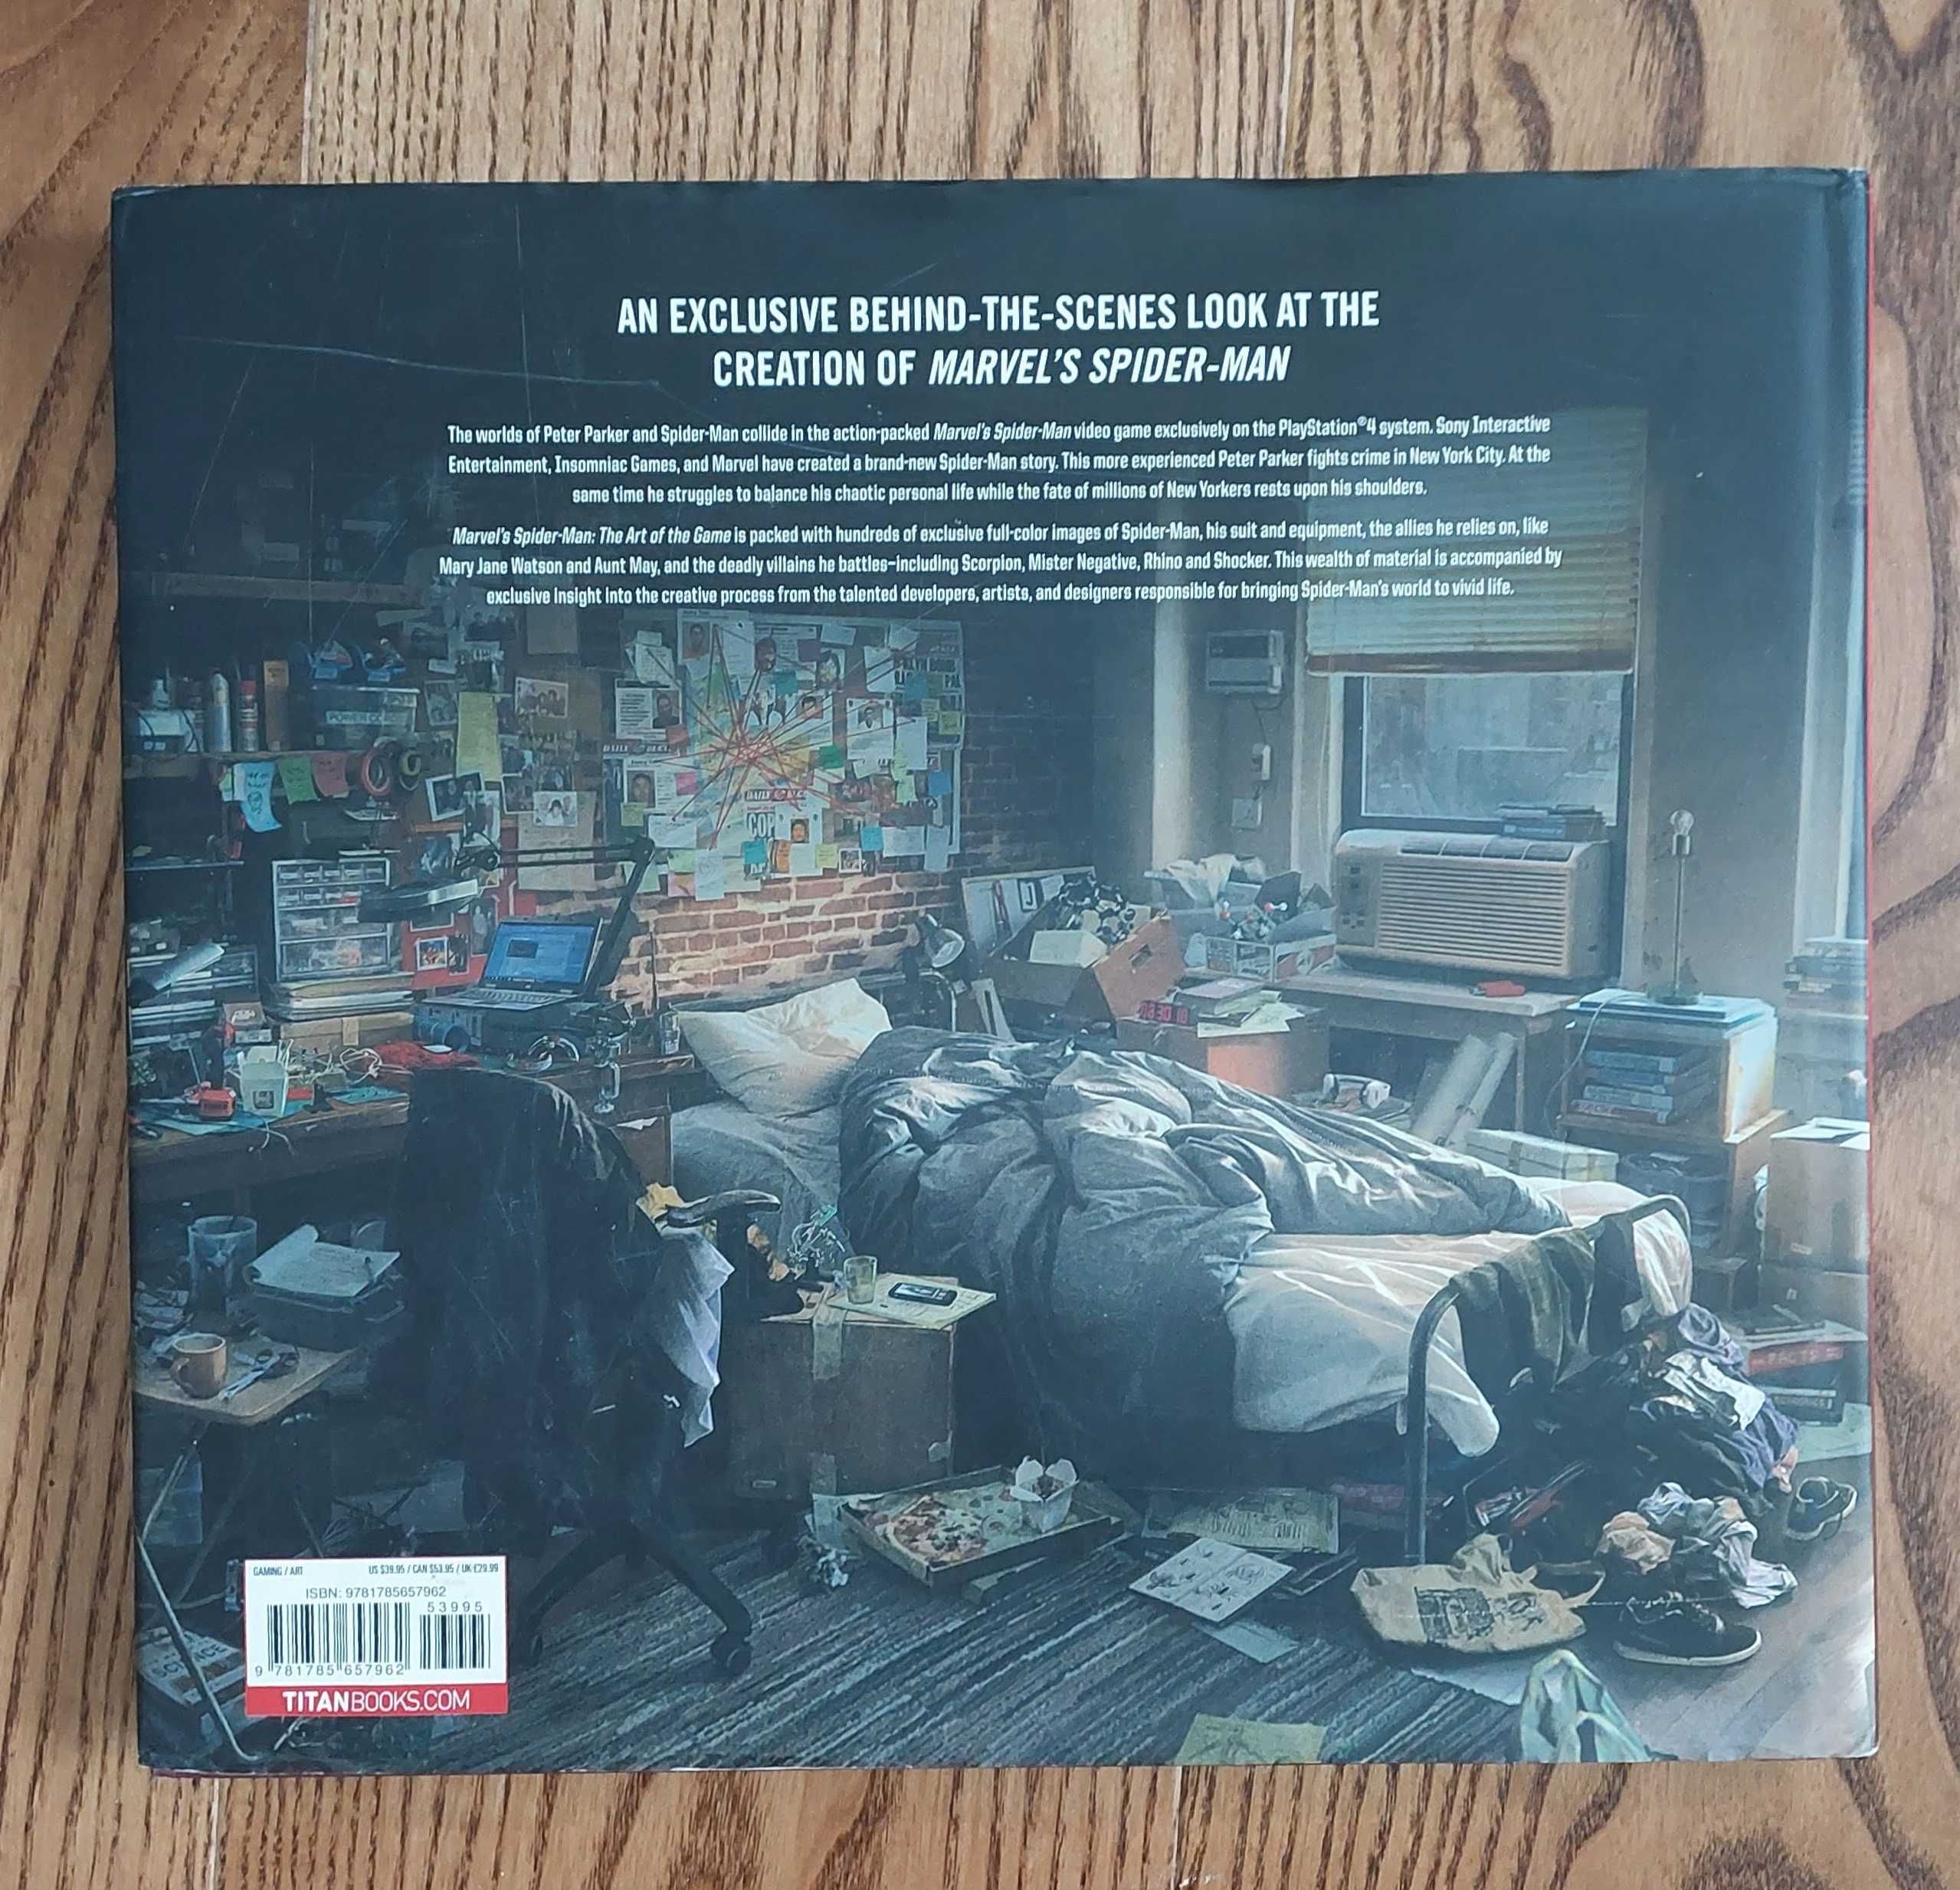 AN EXCLUSIVE BEHIND-THE-SCENES LOOK AT THE
CREATION OF MARVEL'S SPIDER-MAN
The worlds of Peter Parker and Spider-Man collide in the action-packed Marvel's Spider-Man video game exclusively on the PlayStation®4 system. Sony Interactive
Entertainment, Insomniac Games, and Marvel have created a brand-new Spider-Man story. This more experienced Peter Parker fights crime in New York City. At the
same time he struggles to balance his chaotic personal life while the fate of millions of New Yorkers rests upon his shoulders.
Marvel's Spider-Man: The Art of the Game is packed with hundreds of exclusive full-color images of Spider-Man, his suit and equipment, the allies he relies on, like
Mary Jane Watson and Aunt May, and the deadly villains he battles–including Scorpion, Mister Negative, Rhino and Shocker. This wealth of material is accompanied by
exclusive insight into the creative process from the talented developers, artists, and designers responsible for bringing Spider-Man's world to vivid life.
DAILY
COP
GAMING / ART US $39.95 / CAN $53.95 / UK £29.99
ISBN: 9781785657962
53995
9 781785 657962
TITANBOOKS.COM